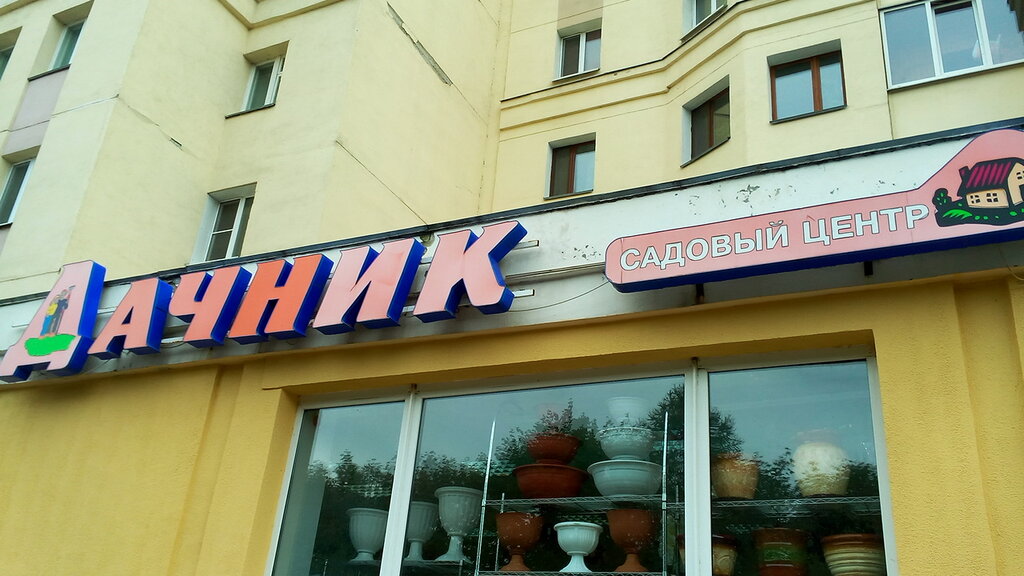 ДАЧНИК
САДОВЫЙ ЦЕНТР